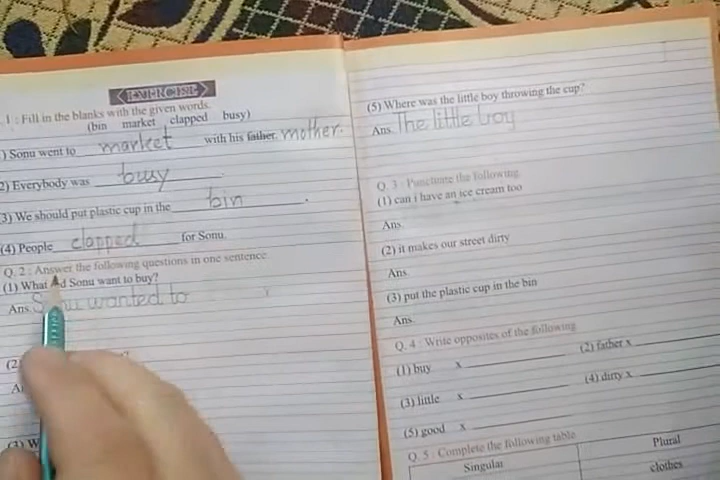 EXERCISE
1 : Fill in the blanks with the given words.
(bin market clapped busy)
) Sonu went to market with his father. mother.
2) Everybody was busy .
(3) We should put plastic cup in the bin .
(4) People clapped for Sonu.
Q. 2 : Answer the following questions in one sentence
(1) What d Sonu want to buy?
Ans. wanted to
(2
A
(3) W
(5) Where was the little boy throwing the cup?
Ans. The little boy
Q. 3 : Punctuate the following
(1) can i have an ice cream too
Ans.
(2) it makes our street dirty
Ans.
(3) put the plastic cup in the bin
Ans.
Q. 4 : Write opposites of the following
(1) buy x
(2) father x
(3) little x
(4) dirty x
(5) good x
Q. 5 : Complete the following table
Singular Plural
clothes